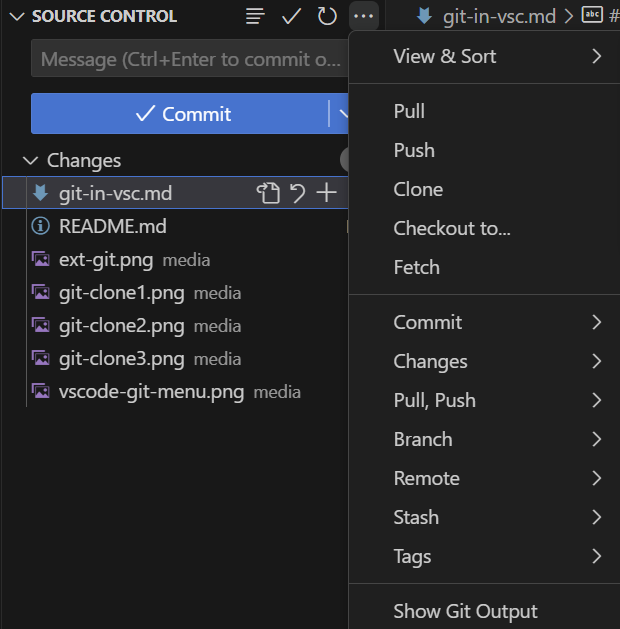 SOURCE CONTROL
git-in-vsc.md
Message (Ctrl+Enter to commit o...
Commit
Changes
git-in-vsc.md
README.md
ext-git.png media
git-clone1.png media
git-clone2.png media
git-clone3.png media
vscode-git-menu.png media
View & Sort
Pull
Push
Clone
Checkout to...
Fetch
Commit
Changes
Pull, Push
Branch
Remote
Stash
Tags
Show Git Output